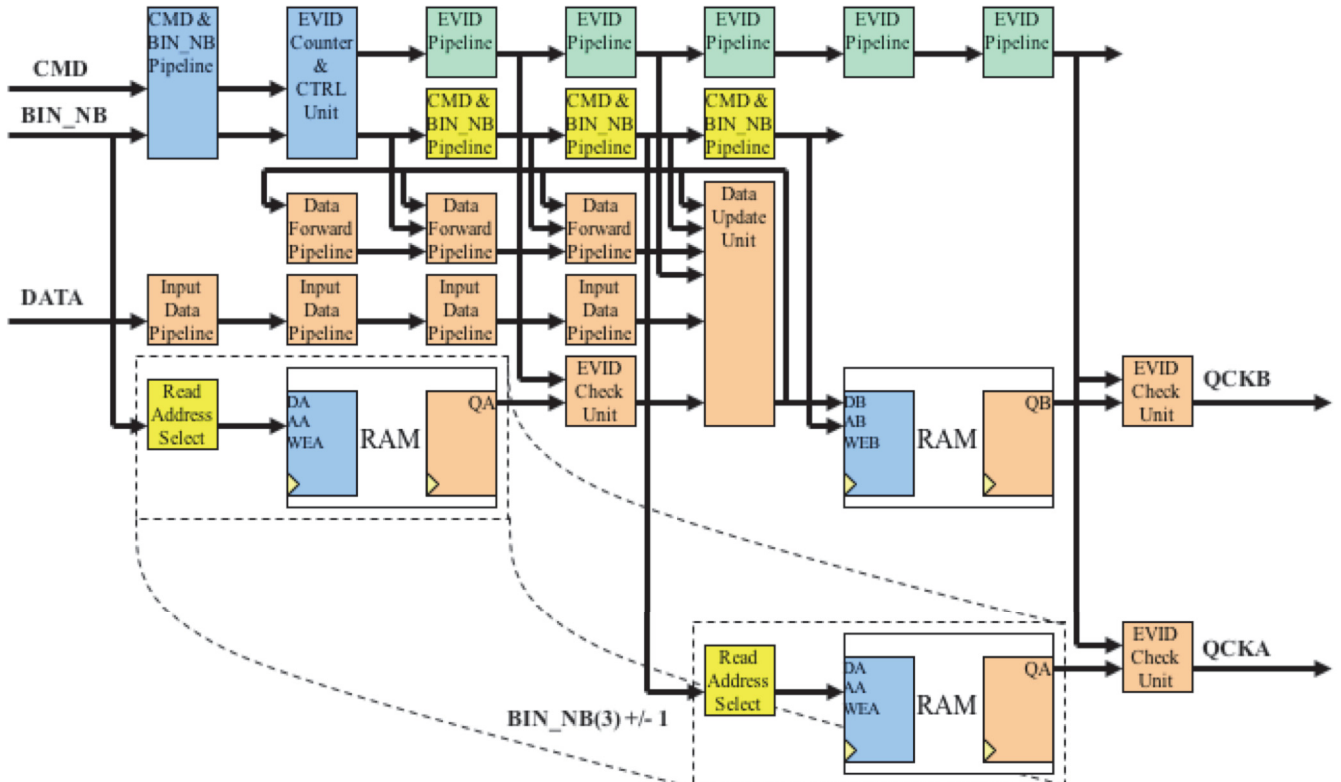 CMD &
BIN_NB
Pipeline
EVID
Counter
&
CTRL
Unit
EVID
Pipeline
EVID
Pipeline
EVID
Pipeline
EVID
Pipeline
EVID
Pipeline
CMD
BIN_NB
CMD &
BIN_NB
Pipeline
CMD &
BIN_NB
Pipeline
CMD &
BIN_NB
Pipeline
Data
Forward
Pipeline
Data
Forward
Pipeline
Data
Forward
Pipeline
Data
Update
Unit
DATA
Input
Data
Pipeline
Input
Data
Pipeline
Input
Data
Pipeline
Input
Data
Pipeline
Read
Address
Select
DA
AA
WEA
RAM
QA
EVID
Check
Unit
DB
AB
WEB
RAM
QB
EVID
Check
Unit
QCKB
BIN_NB(3) +/- 1
Read
Address
Select
DA
AA
WEA
RAM
QA
EVID
Check
Unit
QCKA